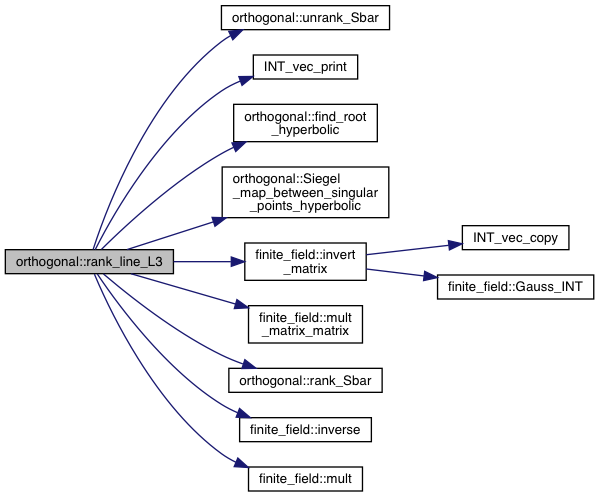 orthogonal::rank_line_L3
orthogonal::unrank_Sbar
INT_vec_print
orthogonal::find_root
_hyperbolic
orthogonal::Siegel
_map_between_singular
_points_hyperbolic
finite_field::invert
_matrix
INT_vec_copy
finite_field::Gauss_INT
finite_field::mult
_matrix_matrix
orthogonal::rank_Sbar
finite_field::inverse
finite_field::mult